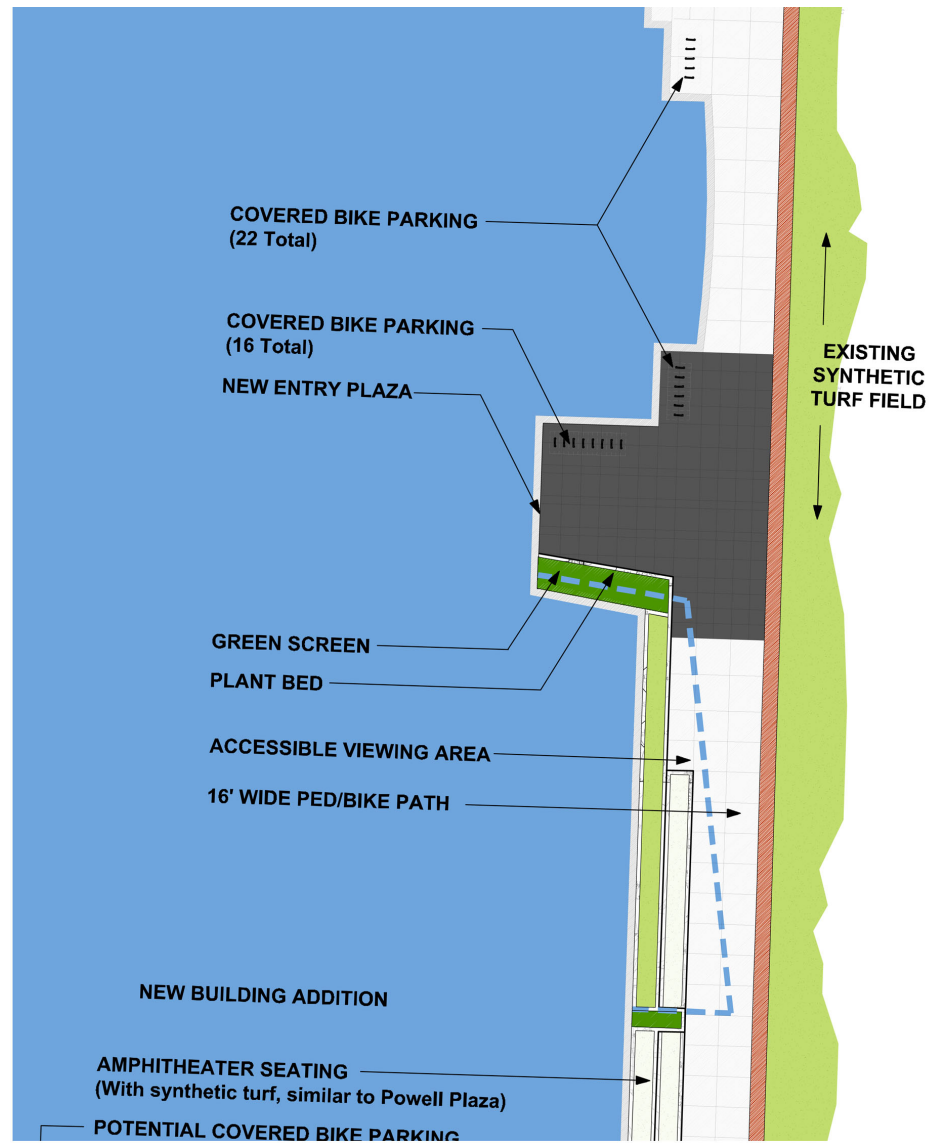 COVERED BIKE PARKING
(22 Total)
COVERED BIKE PARKING
(16 Total)
EXISTING
SYNTHETIC
TURF FIELD
NEW ENTRY PLAZA
GREEN SCREEN
PLANT BED
ACCESSIBLE VIEWING AREA
16' WIDE PED/BIKE PATH
NEW BUILDING ADDITION
AMPHITHEATER SEATING
(With synthetic turf, similar to Powell Plaza)
POTENTIAL COVERED BIKE PARKING